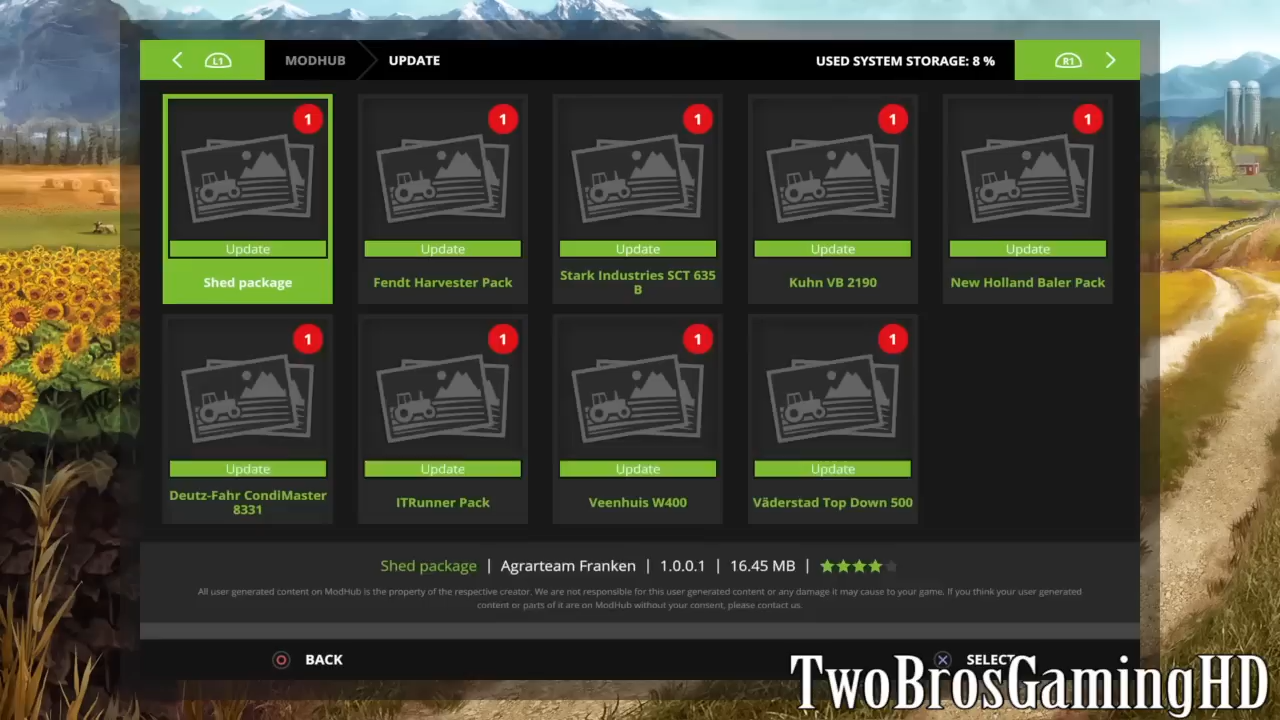 L1
MODHUB
UPDATE
USED SYSTEM STORAGE: 8 %
R1
1
1
1
1
1
Update
Update
Update
Update
Update
Shed package
Fendt Harvester Pack
Stark Industries SCT 635
B
Kuhn VB 2190
New Holland Baler Pack
1
1
1
1
Update
Update
Update
Update
Deutz-Fahr CondiMaster
8331
ITRunner Pack
Veenhuis W400
Väderstad Top Down 500
Shed package | Agrarteam Franken | 1.0.0.1 | 16.45 MB |
All user generated content on ModHub is the property of the respective creator. We are not responsible for this user generated content or any damage it may cause to your game. If you think your user generated
content or parts of it are on ModHub without your consent, please contact us.
BACK
SELECT
TwoBrosGamingHD